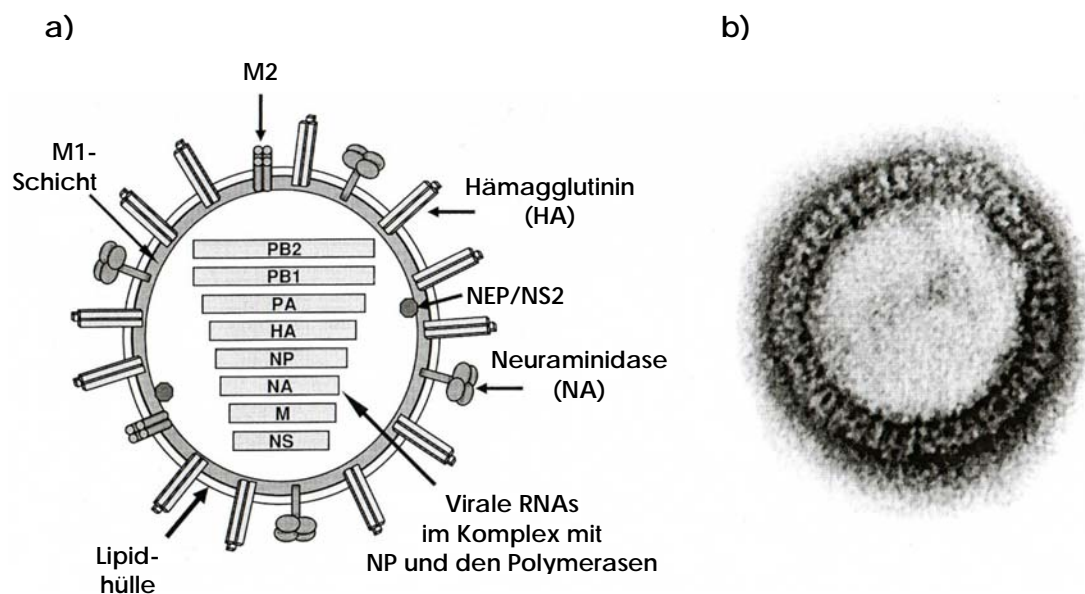 a)
b)
M2
M1-
Schicht
Hämagglutinin
(HA)
PB2
PB1
PA
HA
NP
NA
M
NS
NEP/NS2
Neuraminidase
(NA)
Virale RNAs
im Komplex mit
NP und den Polymerasen
Lipid-
hülle